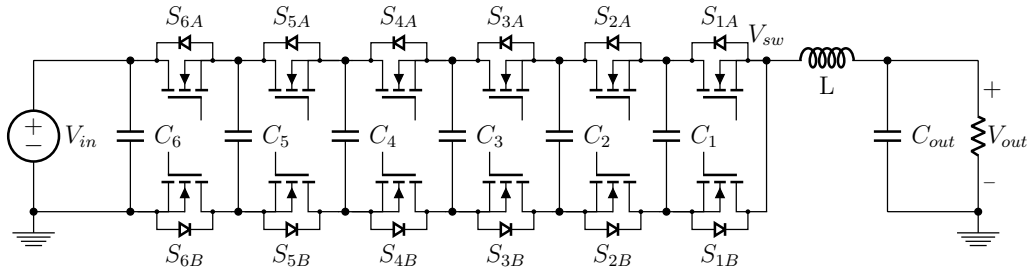 S6A S5A S4A S3A S2A S1A
Vsw
L
+ − Vin C6 C5 C4 C3 C2 C1 Cout + Vout −
S6B S5B S4B S3B S2B S1B